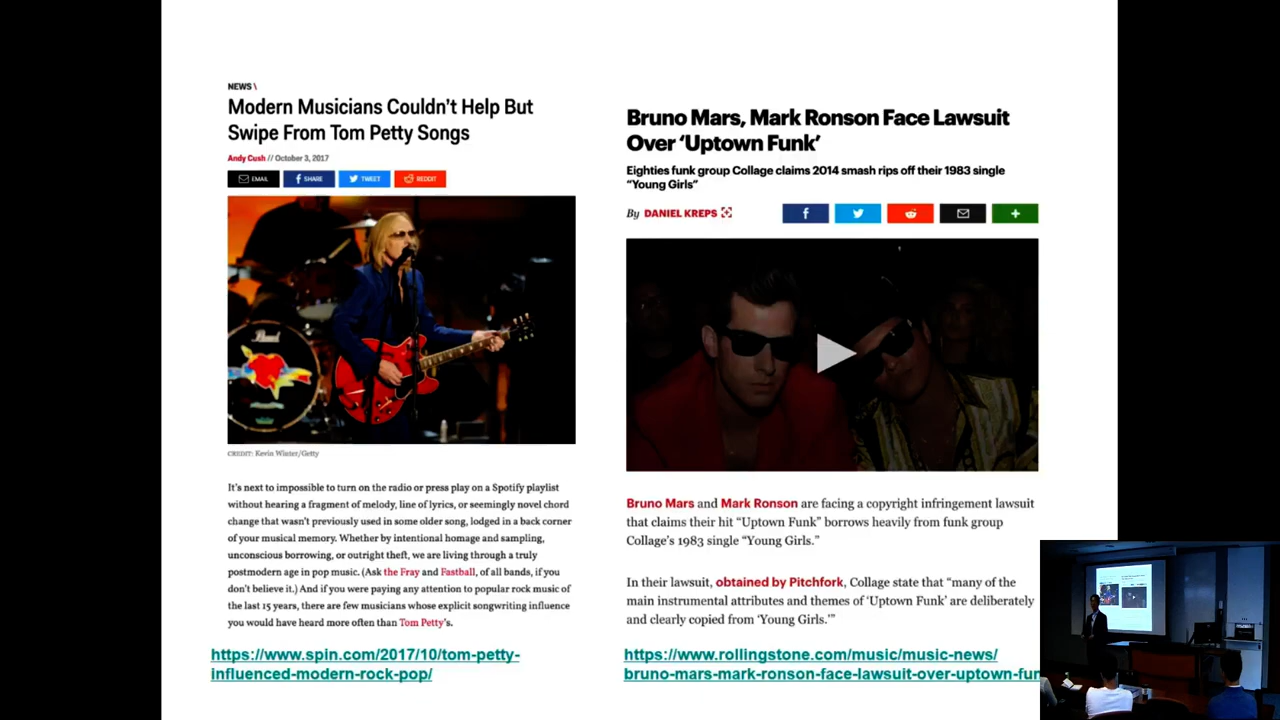 NEWS \
Modern Musicians Couldn't Help But
Swipe From Tom Petty Songs
Andy Cush // October 3, 2017
EMAIL
SHARE
TWEET
REDDIT
Pearl
CREDIT: Kevin Winter/Getty
It's next to impossible to turn on the radio or press play on a Spotify playlist
without hearing a fragment of melody, line of lyrics, or seemingly novel chord
change that wasn't previously used in some older song, lodged in a back corner
of your musical memory. Whether by intentional homage and sampling,
unconscious borrowing, or outright theft, we are living through a truly
postmodern age in pop music. (Ask the Fray and Fastball, of all bands, if you
don't believe it.) And if you were paying any attention to popular rock music of
the last 15 years, there are few musicians whose explicit songwriting influence
you would have heard more often than Tom Petty's.
https://www.spin.com/2017/10/tom-petty-
influenced-modern-rock-pop/
Bruno Mars, Mark Ronson Face Lawsuit
Over 'Uptown Funk'
Eighties funk group Collage claims 2014 smash rips off their 1983 single
"Young Girls"
By DANIEL KREPS
Bruno Mars and Mark Ronson are facing a copyright infringement lawsuit
that claims their hit "Uptown Funk" borrows heavily from funk group
Collage's 1983 single "Young Girls."
In their lawsuit, obtained by Pitchfork, Collage state that "many of the
main instrumental attributes and themes of 'Uptown Funk' are deliberately
and clearly copied from 'Young Girls.'"
https://www.rollingstone.com/music/music-news/
bruno-mars-mark-ronson-face-lawsuit-over-uptown-fun